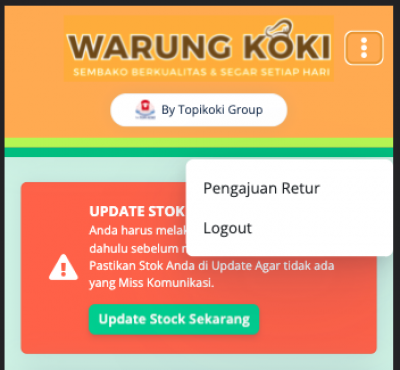 WARUNG KOKI
SEMBAKO BERKUALITAS & SEGAR SETIAP HARI
By Topikoki Group
Pengajuan Retur
Logout
UPDATE STOK
Anda harus
dahulu sebelum
Pastikan Stok Anda di Update Agar tidak ada
yang Miss Komunikasi.
Update Stock Sekarang